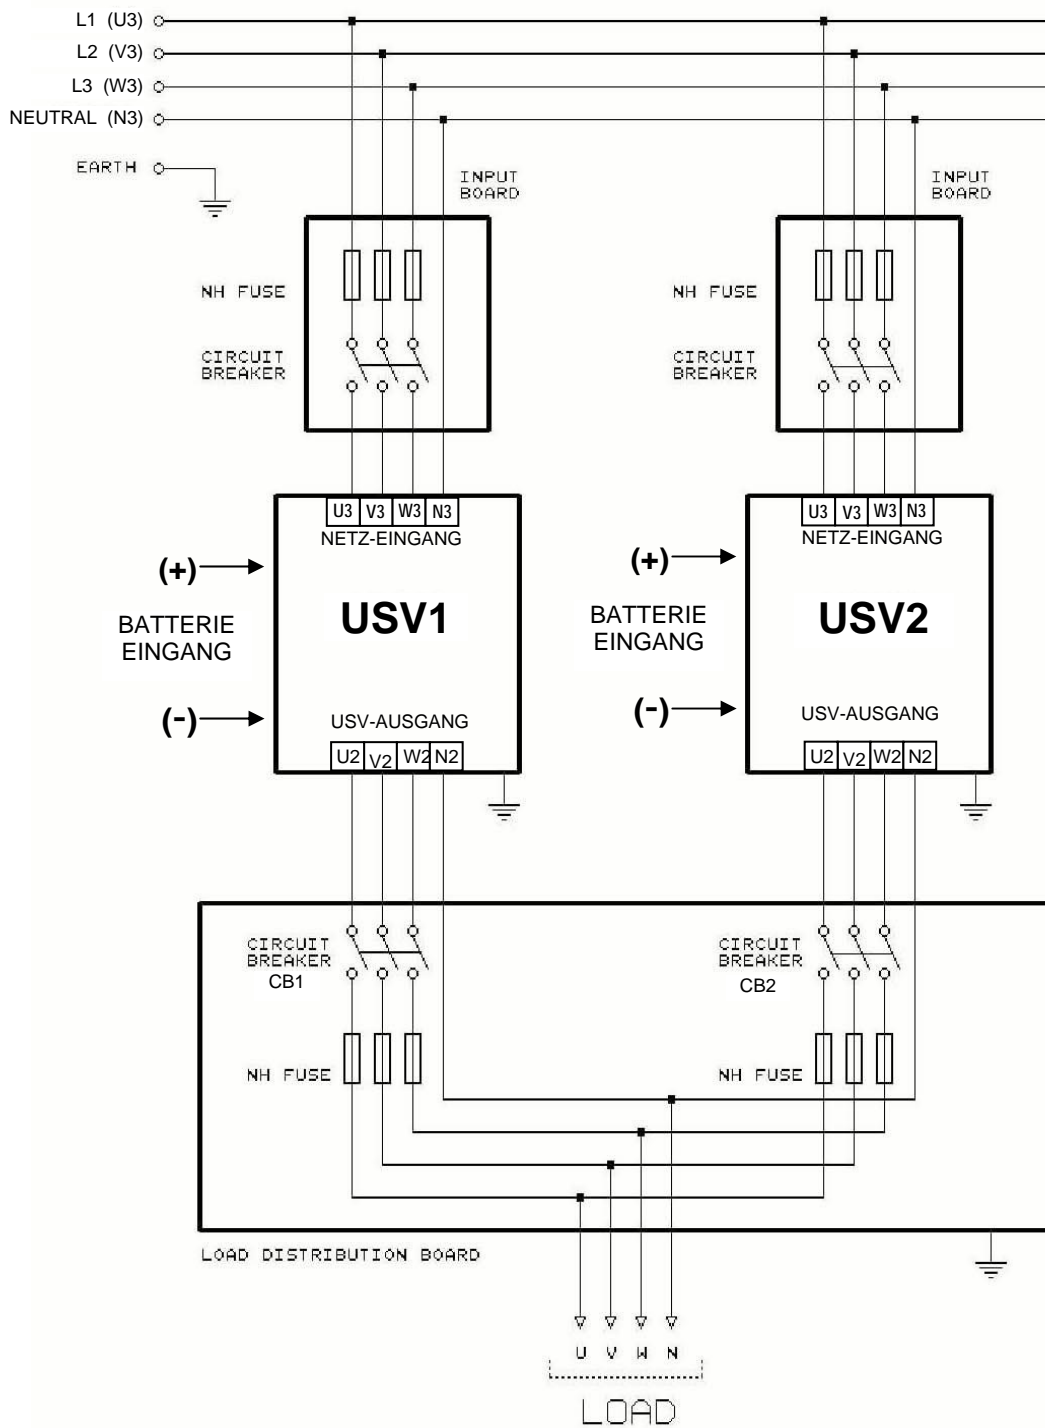 L1 (U3)
L2 (V3)
L3 (W3)
NEUTRAL (N3)
EARTH
INPUT
BOARD
INPUT
BOARD
NH FUSE
NH FUSE
CIRCUIT
BREAKER
CIRCUIT
BREAKER
U3 V3 W3 N3
NETZ-EINGANG
U3 V3 W3 N3
NETZ-EINGANG
(+)
BATTERIE
EINGANG
(-)
USV1
USV-AUSGANG
U2 V2 W2 N2
(+)
BATTERIE
EINGANG
(-)
USV2
USV-AUSGANG
U2 V2 W2 N2
CIRCUIT
BREAKER
CB1
CIRCUIT
BREAKER
CB2
NH FUSE
NH FUSE
LOAD DISTRIBUTION BOARD
U V W N
LOAD